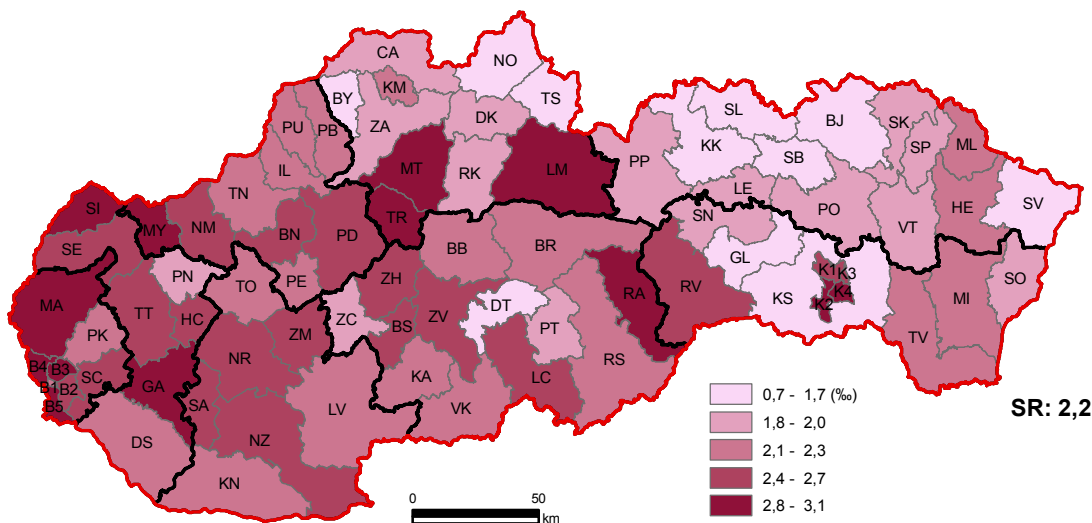 CA
NO
KM
BY
TS
SL
BJ
PU
PB
ZA
DK
SK
ML
KK
SB
SP
IL
MT
RK
LM
PP
LE
TN
SI
TR
SN
PO
HE
SV
MY
NM
BN
PD
BB
BR
VT
SE
GL
PN
PE
ZH
K1
K3
SO
TO
RV
KS
K4
MA
RA
K2
MI
TT
HC
ZM
ZC
BS
ZV
DT
PT
PK
TV
NR
RS
B4
B3
SC
GA
KA
LC
B1
B2
SA
LV
VK
B5
DS
NZ
KN
0,7 - 1,7 (‰)
1,8 - 2,0
2,1 - 2,3
2,4 - 2,7
2,8 - 3,1
SR: 2,2
0 50
km